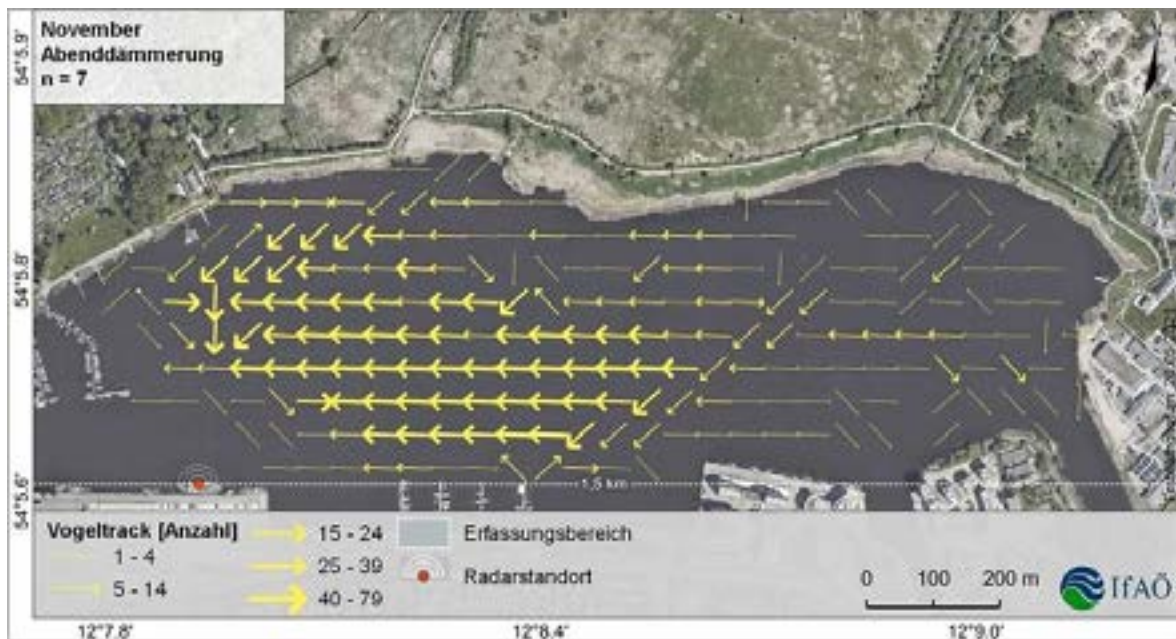 November
Abenddämmerung
n = 7
54°5.9'
54°5.8'
54°5.6'
1,5 km
Vogeltrack [Anzahl]
1 - 4
5 - 14
15 - 24
25 - 39
40 - 79
Erfassungsbereich
Radarstandort
0 100 200 m
IfAÖ
12°7.8' 12°8.4' 12°9.0'